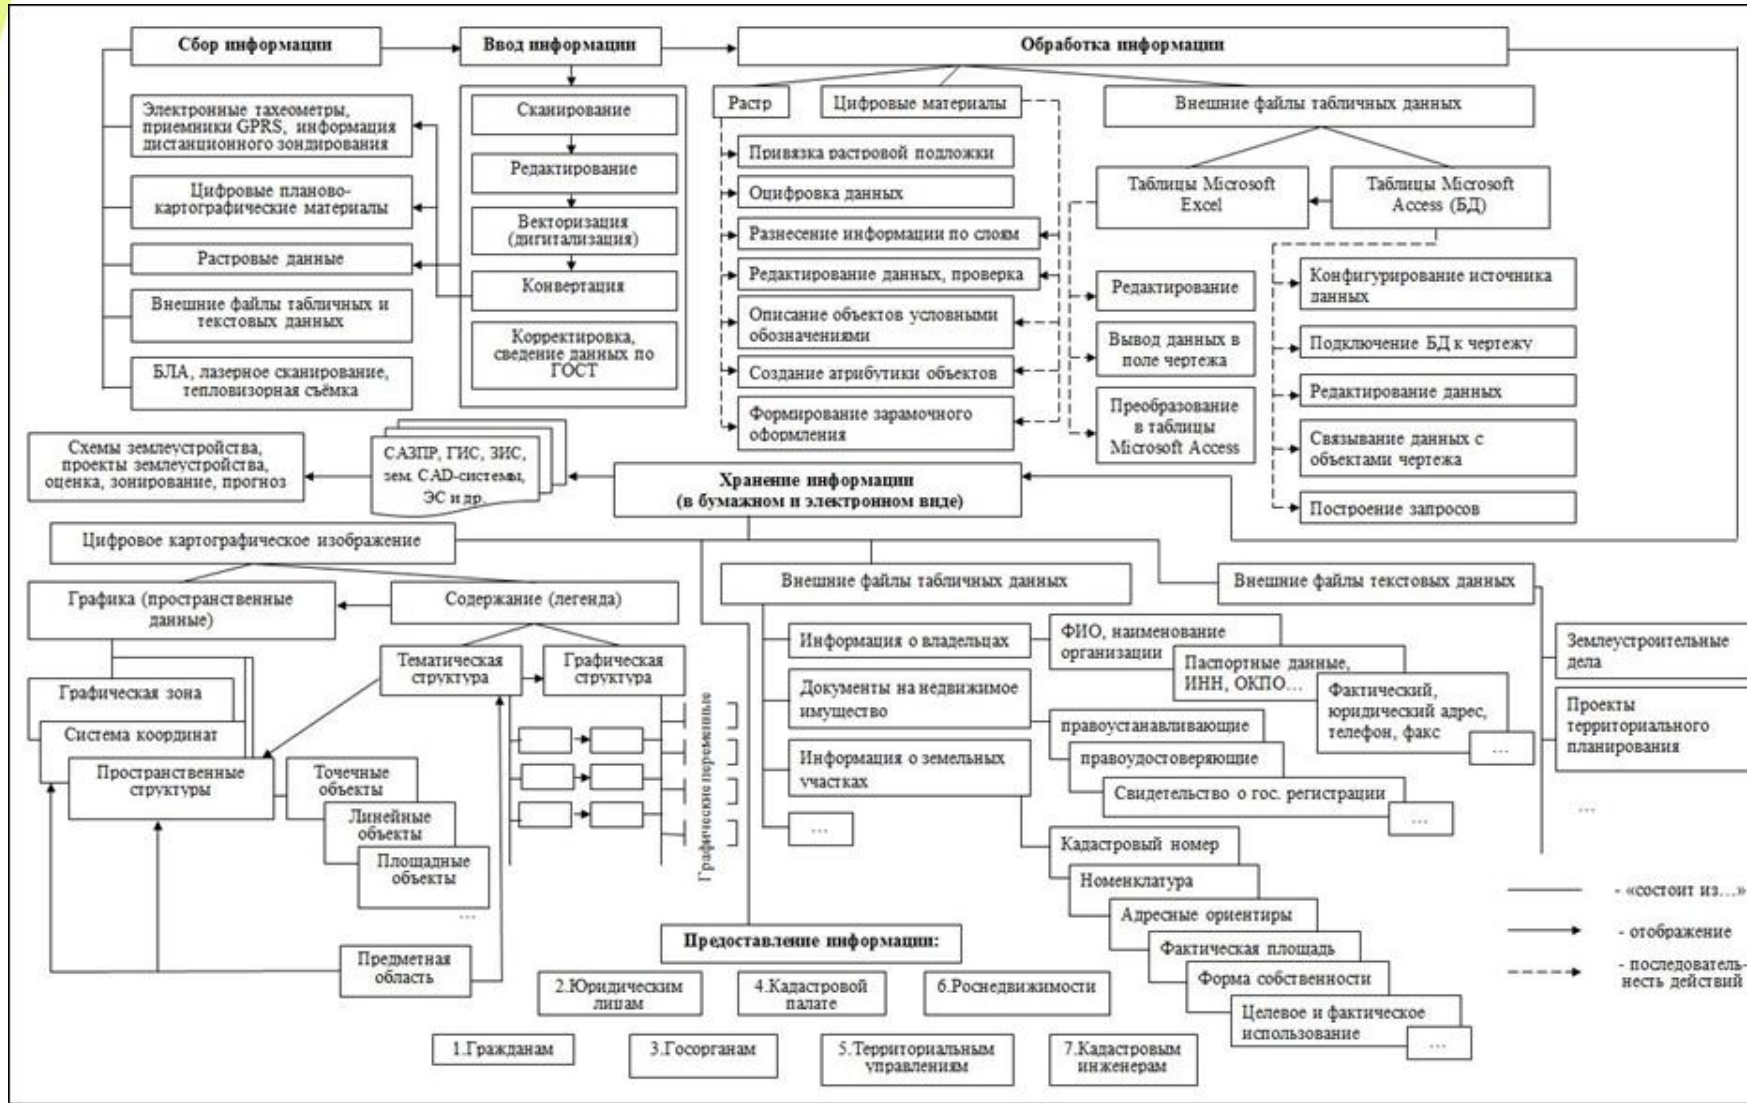 Сбор информации
Ввод информации
Обработка информации
Электронные тахеометры,
приемники GPRS, информация
дистанционного зондирования
Цифровые планово-
картографические материалы
Растровые данные
Внешние файлы табличных и
текстовых данных
БЛА, лазерное сканирование,
тепловизорная съёмка
Сканирование
Редактирование
Векторизация
(дигитализация)
Конвертация
Корректировка,
сведение данных по
ГОСТ
Растр
Цифровые материалы
Внешние файлы табличных данных
Привязка растровой подложки
Оцифровка данных
Разнесение информации по слоям
Редактирование данных, проверка
Описание объектов условными
обозначениями
Создание атрибутики объектов
Формирование зарамочного
оформления
Таблицы Microsoft
Excel
Таблицы Microsoft
Access (БД)
Редактирование
Вывод данных в
поле чертежа
Преобразование
в таблицы
Microsoft Access
Конфигурирование источника
данных
Подключение БД к чертежу
Редактирование данных
Связывание данных с
объектами чертежа
Построение запросов
Схемы землеустройства,
проекты землеустройства,
оценка, зонирование, прогноз
САЗПР, ГИС, ЗИС,
зем. CAD-системы,
ЭС и др.
Хранение информации
(в бумажном и электронном виде)
Цифровое картографическое изображение
Графика (пространственные
данные)
Содержание (легенда)
Графическая зона
Система координат
Пространственные
структуры
Точечные
объекты
Линейные
объекты
Площадные
объекты
...
Тематическая
структура
Графическая
структура
Графические переменные
Предметная
область
Внешние файлы табличных данных
Информация о владельцах
Документы на недвижимое
имущество
Информация о земельных
участках
...
ФИО, наименование
организации
Паспортные данные,
ИНН, ОКПО...
Фактический,
юридический адрес,
телефон, факс
...
правоустанавливающие
правоудостоверяющие
Свидетельство о гос. регистрации
...
Кадастровый номер
Номенклатура
Адресные ориентиры
Фактическая площадь
Форма собственности
Целевое и фактическое
использование
...
Внешние файлы текстовых данных
Землеустроительные
дела
Проекты
территориального
планирования
...
- «состоит из...»
- отображение
- последователь-
несть действий
Предоставление информации:
2.Юридическим
лицам
4.Кадастровой
палате
6.Роснедвижимости
1.Гражданам
3.Госорганам
5.Территориальным
управлениям
7.Кадастровым
инженерам